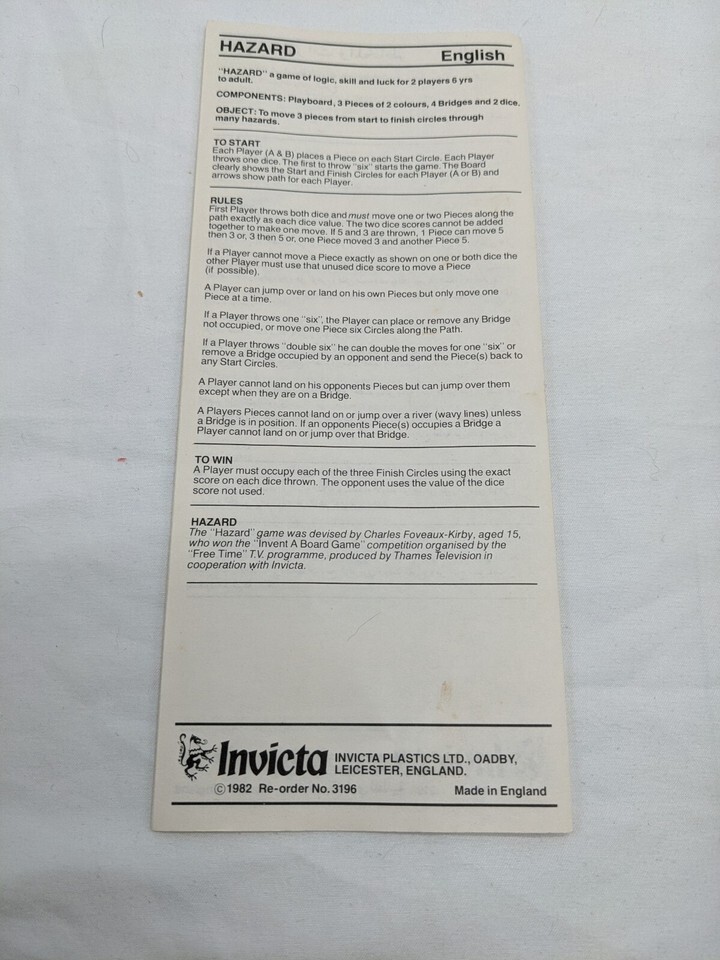 HAZARD
English
"HAZARD" a game of logic, skill and luck for 2 players 6 yrs
to adult.
COMPONENTS: Playboard, 3 Pieces of 2 colours, 4 Bridges and 2 dice.
OBJECT: To move 3 pieces from start to finish circles through
many hazards.
TO START
Each Player (A & B) places a Piece on each Start Circle. Each Player
throws one dice. The first to throw "six" starts the game. The Board
clearly shows the Start and Finish Circles for each Player (A or B) and
arrows show path for each Player.
RULES
First Player throws both dice and must move one or two Pieces along the
path exactly as each dice value. The two dice scores cannot be added
together to make one move. If 5 and 3 are thrown, 1 Piece can move 5
then 3 or, 3 then 5 or, one Piece moved 3 and another Piece 5.
If a Player cannot move a Piece exactly as shown on one or both dice the
other Player must use that unused dice score to move a Piece
(if possible).
A Player can jump over or land on his own Pieces but only move one
Piece at a time.
If a Player throws one "six", the Player can place or remove any Bridge
not occupied, or move one Piece six Circles along the Path.
If a Player throws "double six" he can double the moves for one "six" or
remove a Bridge occupied by an opponent and send the Piece(s) back to
any Start Circles.
A Player cannot land on his opponents Pieces but can jump over them
except when they are on a Bridge.
A Players Pieces cannot land on or jump over a river (wavy lines) unless
a Bridge is in position. If an opponents Piece(s) occupies a Bridge a
Player cannot land on or jump over that Bridge.
TO WIN
A Player must occupy each of the three Finish Circles using the exact
score on each dice thrown. The opponent uses the value of the dice
score not used.
HAZARD
The "Hazard" game was devised by Charles Foveaux-Kirby, aged 15,
who won the "Invent A Board Game" competition organised by the
"Free Time" T.V. programme, produced by Thames Television in
cooperation with Invicta.
Invicta
INVICTA PLASTICS LTD., OADBY,
LEICESTER, ENGLAND.
©1982 Re-order No. 3196
Made in England